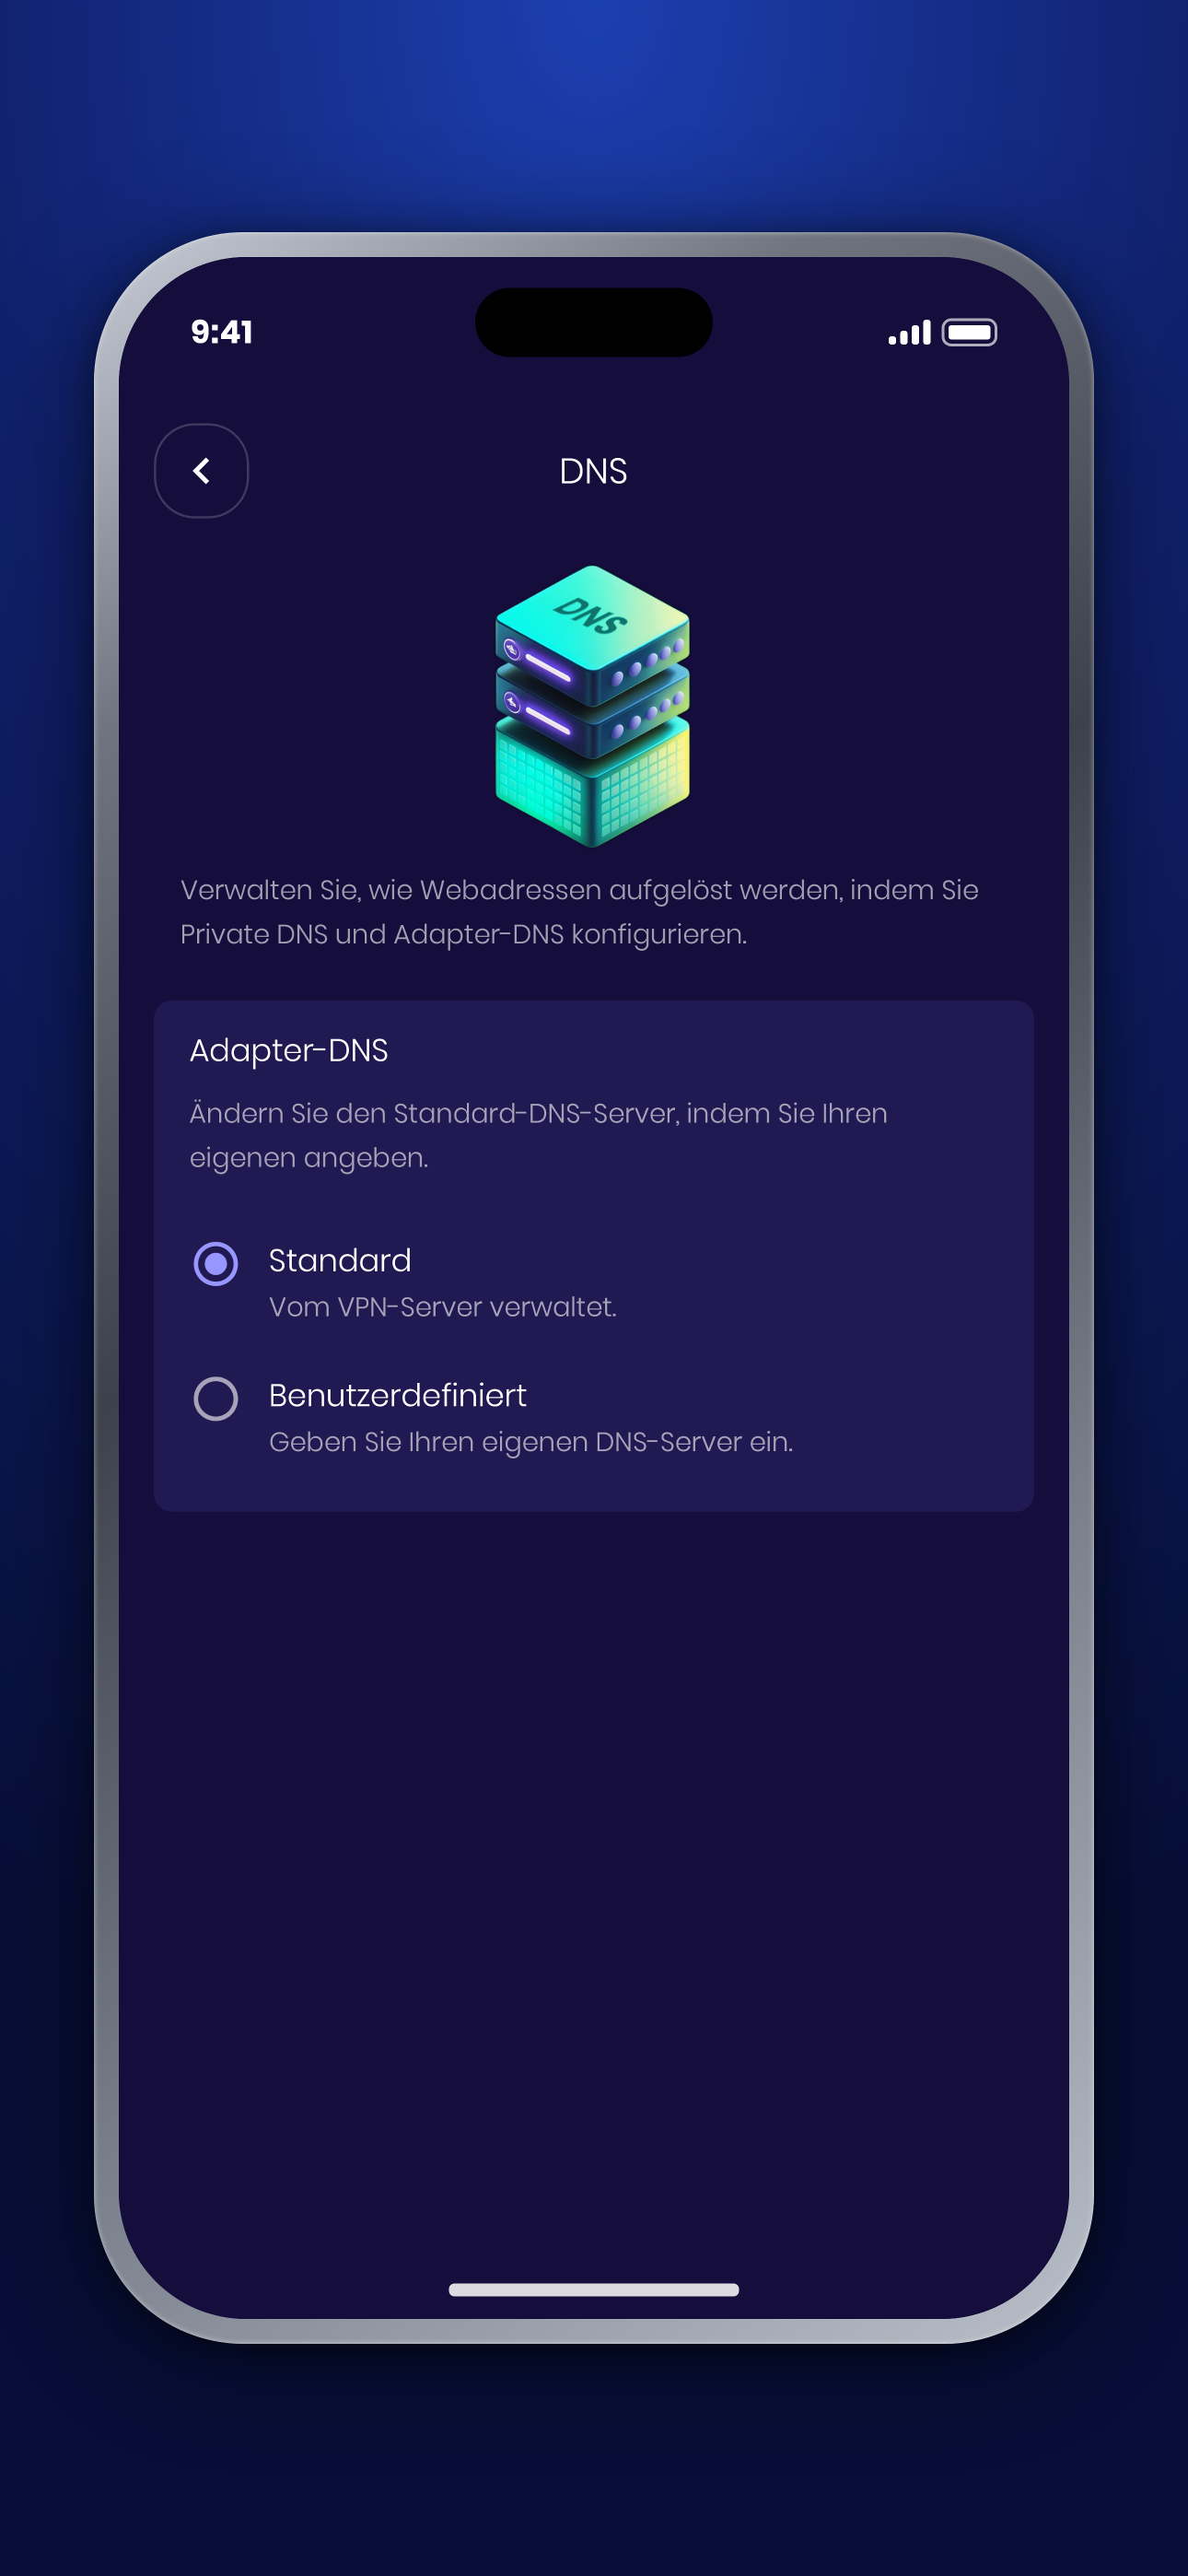 9:41
DNS
DNS
Verwalten Sie, wie Webadressen aufgelöst werden, indem Sie
Private DNS und Adapter-DNS konfigurieren.
Adapter-DNS
Ändern Sie den Standard-DNS-Server, indem Sie Ihren
eigenen angeben.
Standard
Vom VPN-Server verwaltet.
Benutzerdefiniert
Geben Sie Ihren eigenen DNS-Server ein.